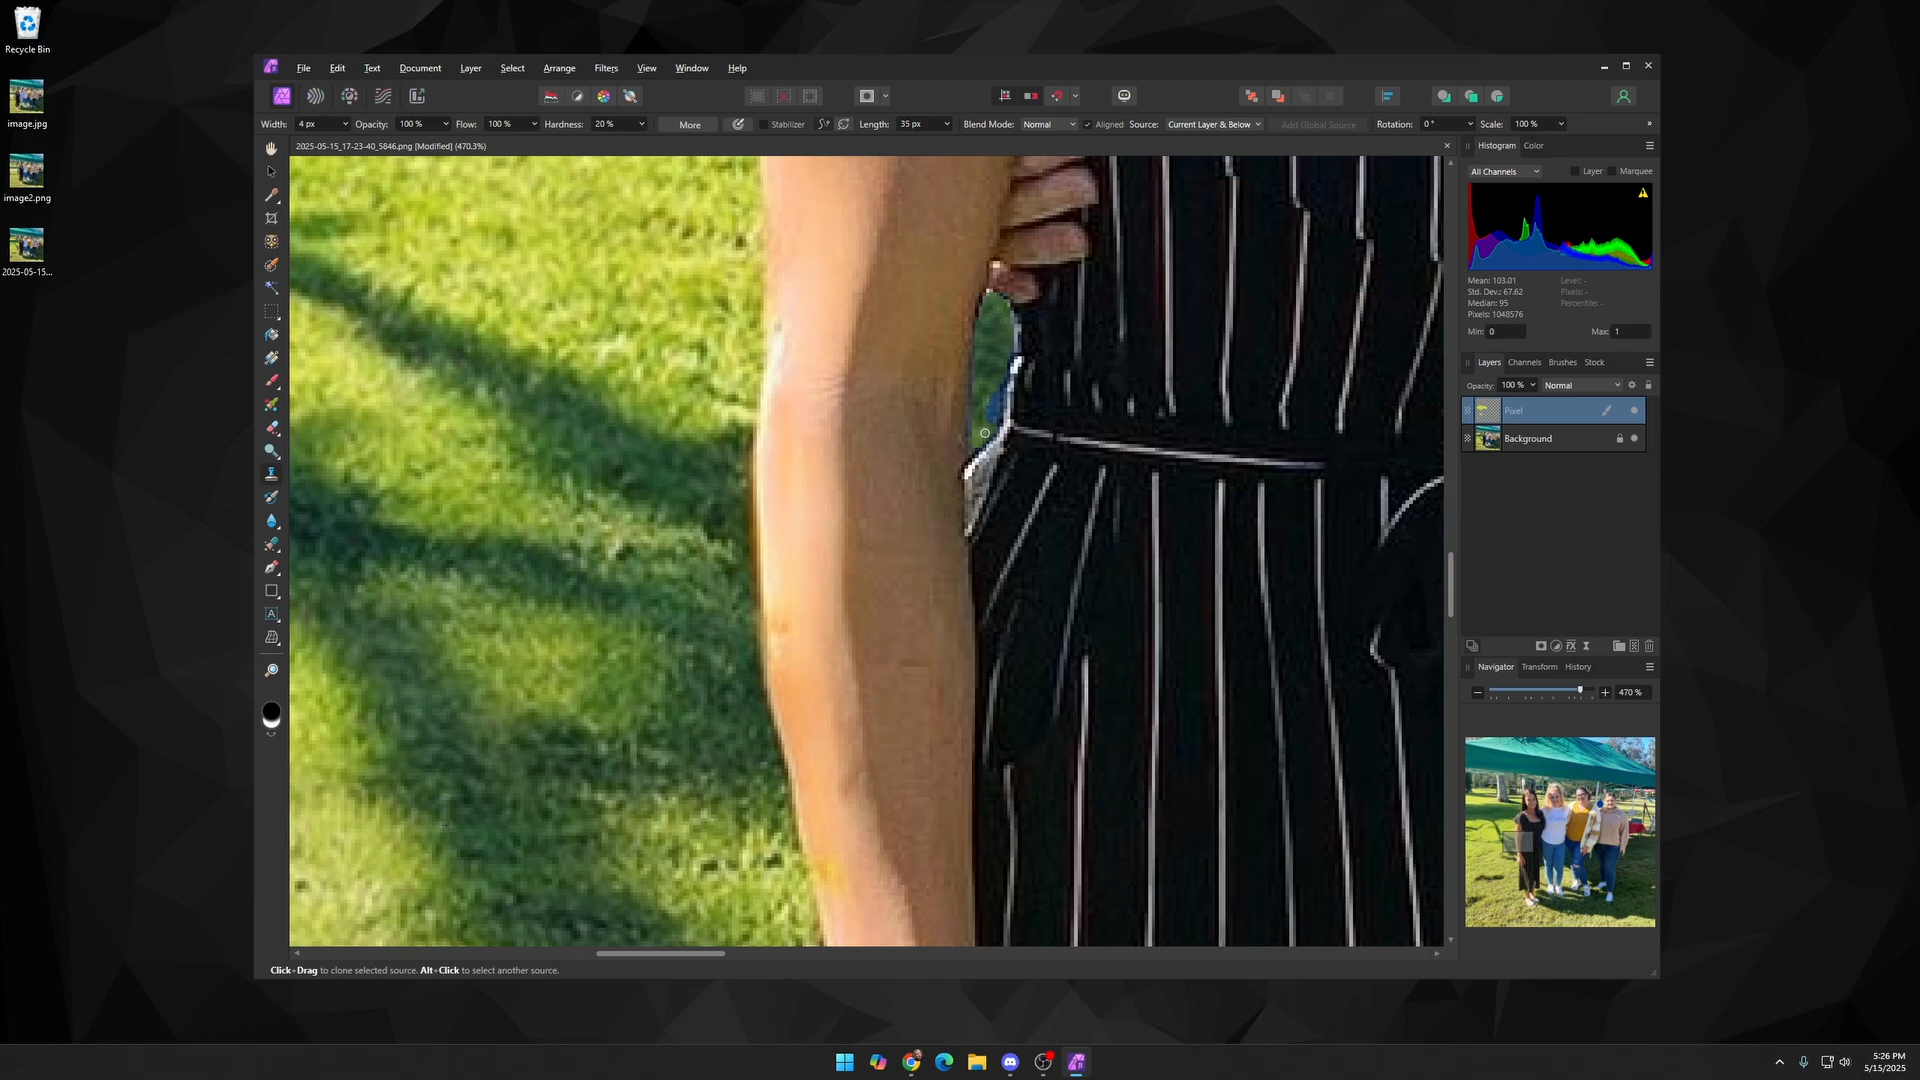 Recycle Bin
image.jpg
image2.png
2025-05-15...
File Edit Text Document Layer Select Arrange Filters View Window Help
Width: 4 px Opacity: 100 % Flow: 100 % Hardness: 20 % More Stabilizer Length: 35 px Blend Mode: Normal Aligned Source: Current Layer & Below Add Global Source Rotation: 0 ° Scale: 100 % »
2025-05-15_17-23-40_5846.png [Modified] (470.3%)
Histogram Color
All Channels Layer Marquee
Mean: 103.01 Level: -
Std. Dev.: 67.62 Pixels: -
Median: 95 Percentile: -
Pixels: 1048576
Min: 0 Max: 1
Layers Channels Brushes Stock
Opacity: 100 % Normal
Pixel
Background
Navigator Transform History
470 %
Click+Drag to clone selected source. Alt+Click to select another source.
5:26 PM
5/15/2025